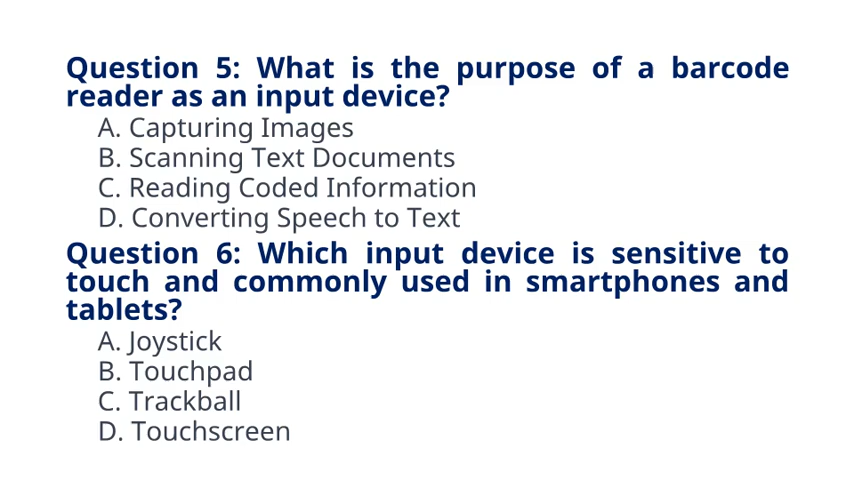 Question 5: What is the purpose of a barcode
reader as an input device?
A. Capturing Images
B. Scanning Text Documents
C. Reading Coded Information
D. Converting Speech to Text
Question 6: Which input device is sensitive to
touch and commonly used in smartphones and
tablets?
A. Joystick
B. Touchpad
C. Trackball
D. Touchscreen